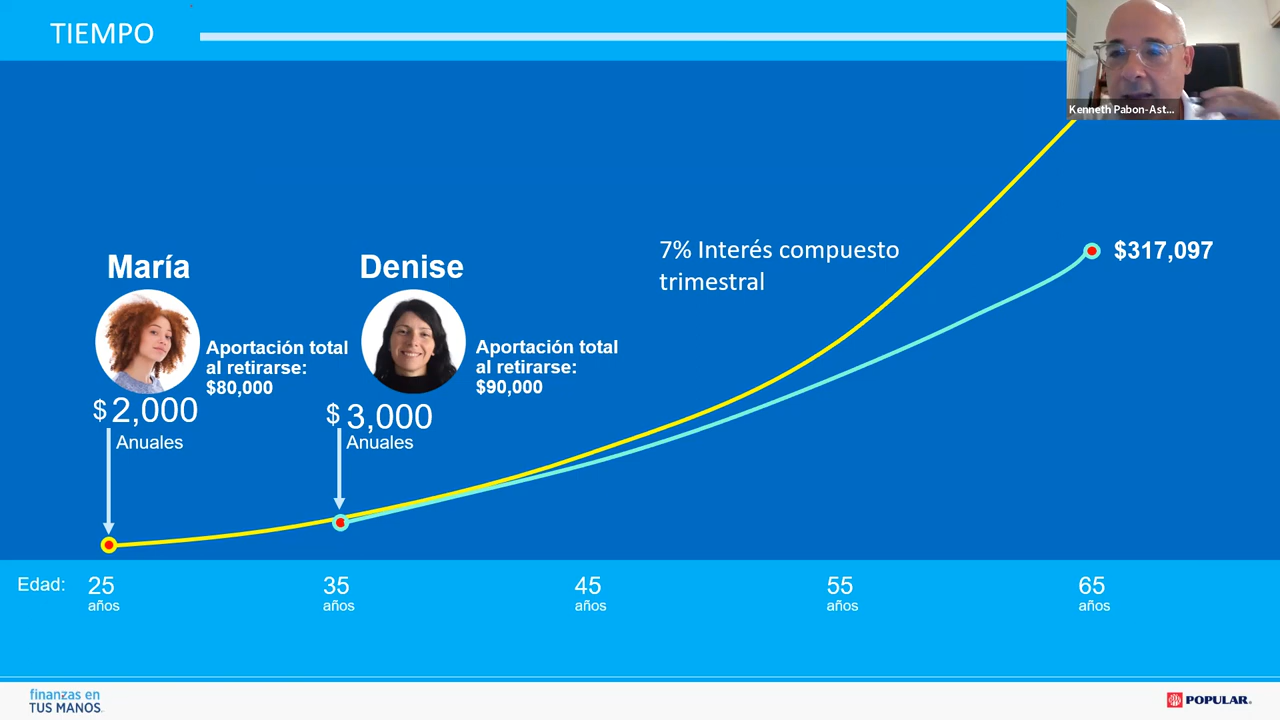 TIEMPO
Kenneth Pabon-Ast...
7% Interés compuesto
trimestral
$317,097
María
Denise
Aportación total
al retirarse:
$80,000
Aportación total
al retirarse:
$90,000
$ 2,000
Anuales
$ 3,000
Anuales
Edad:
25
años
35
años
45
años
55
años
65
años
finanzas en
TUS MANOS
POPULAR